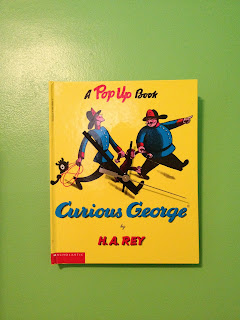 A Pop Up Book
Curious George
by
H.A. REY
SCHOLASTIC